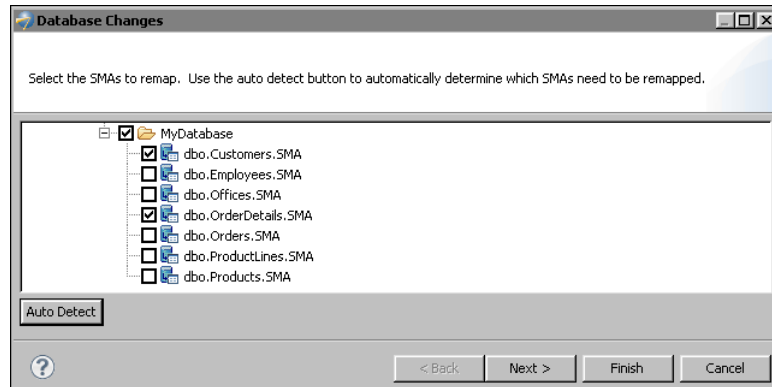 Database Changes
Select the SMAs to remap. Use the auto detect button to automatically determine which SMAs need to be remapped.
MyDatabase
dbo.Customers.SMA
dbo.Employees.SMA
dbo.Offices.SMA
dbo.OrderDetails.SMA
dbo.Orders.SMA
dbo.ProductLines.SMA
dbo.Products.SMA
Auto Detect
?
< Back
Next >
Finish
Cancel